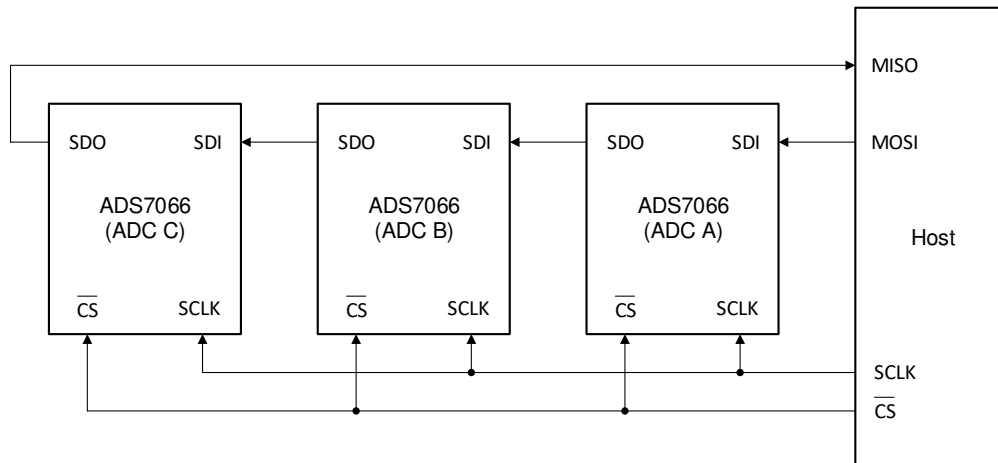 MISO
SDO
SDI
SDO
SDI
SDO
SDI
MOSI
ADS7066
(ADC C)
ADS7066
(ADC B)
ADS7066
(ADC A)
Host
CS
SCLK
CS
SCLK
CS
SCLK
SCLK
CS